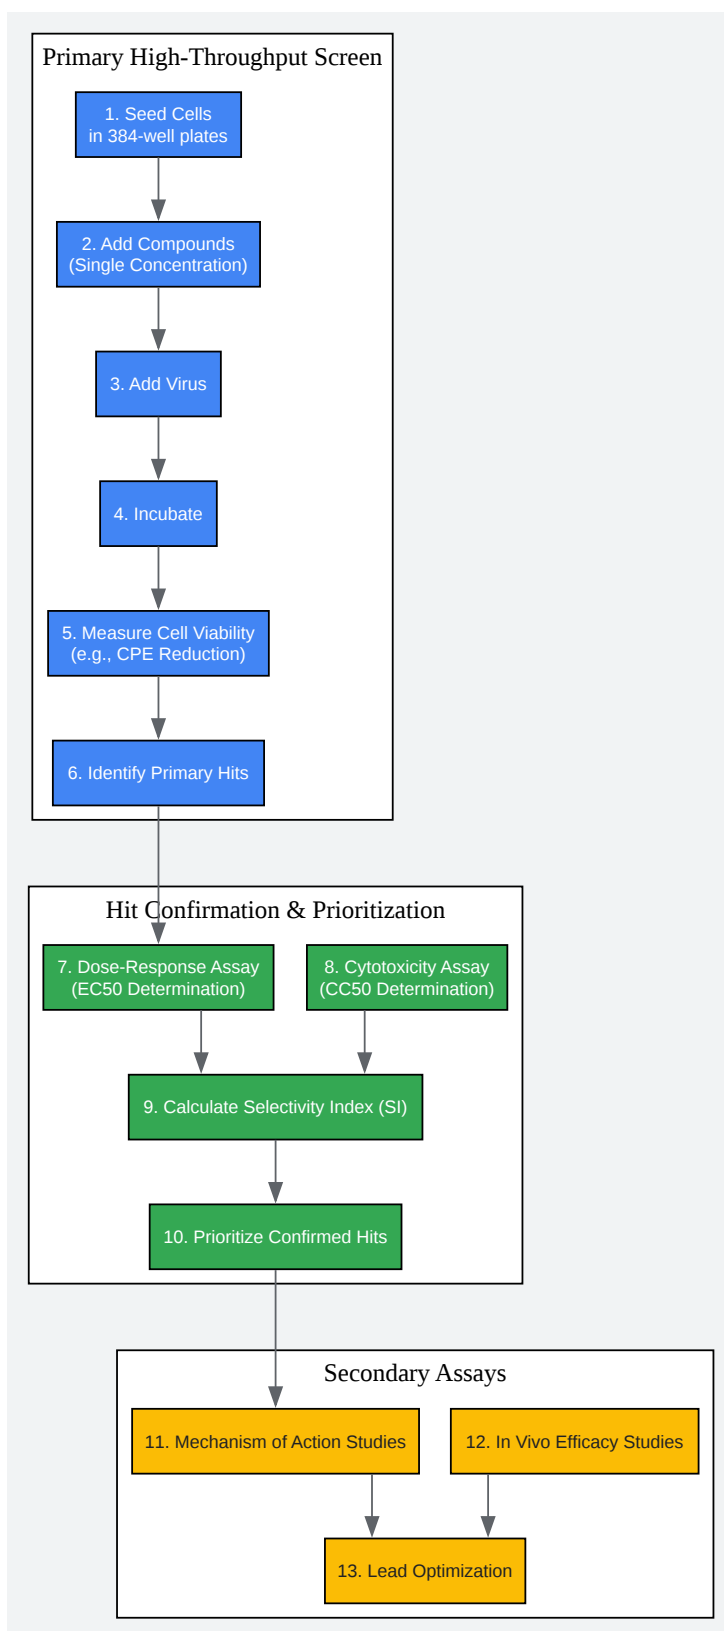 Primary High-Throughput Screen
1. Seed Cells
in 384-well plates
2. Add Compounds
(Single Concentration)
3. Add Virus
4. Incubate
5. Measure Cell Viability
(e.g., CPE Reduction)
6. Identify Primary Hits
Hit Confirmation & Prioritization
7. Dose-Response Assay
(EC50 Determination)
8. Cytotoxicity Assay
(CC50 Determination)
9. Calculate Selectivity Index (SI)
10. Prioritize Confirmed Hits
Secondary Assays
11. Mechanism of Action Studies
12. In Vivo Efficacy Studies
13. Lead Optimization